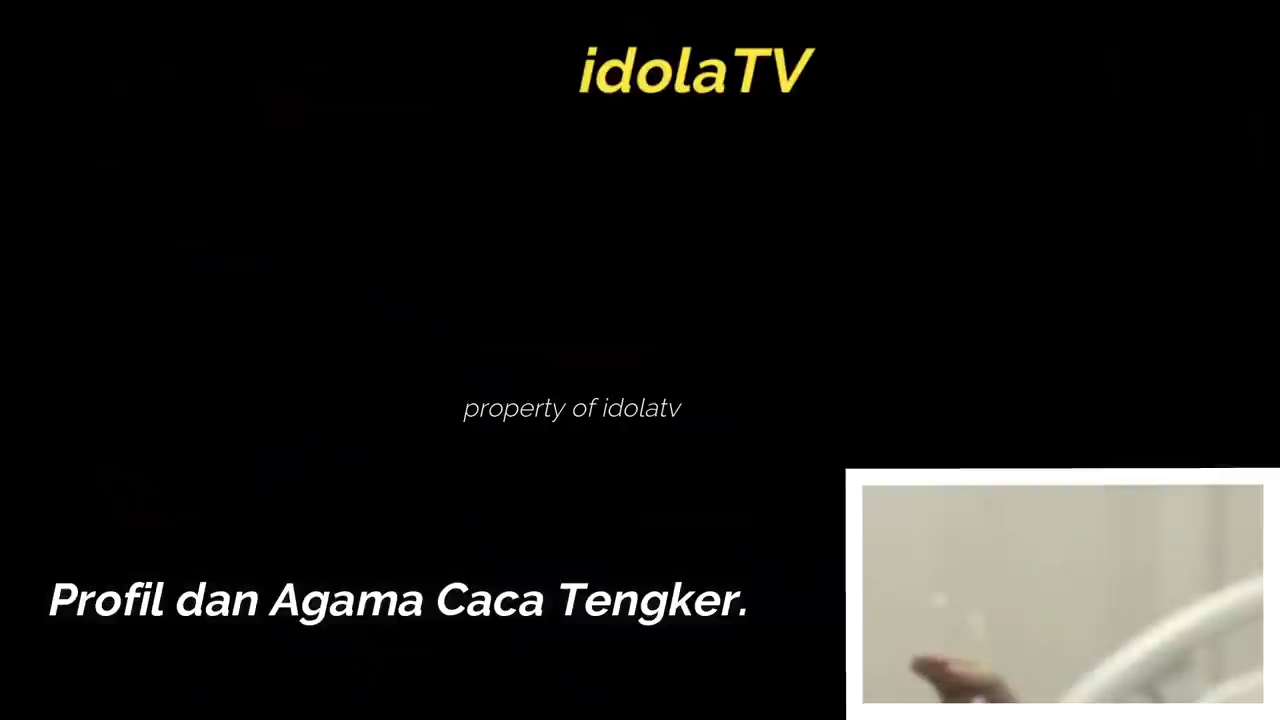 idolaTV
property of idolatv
Profil dan Agama Caca Tengker.